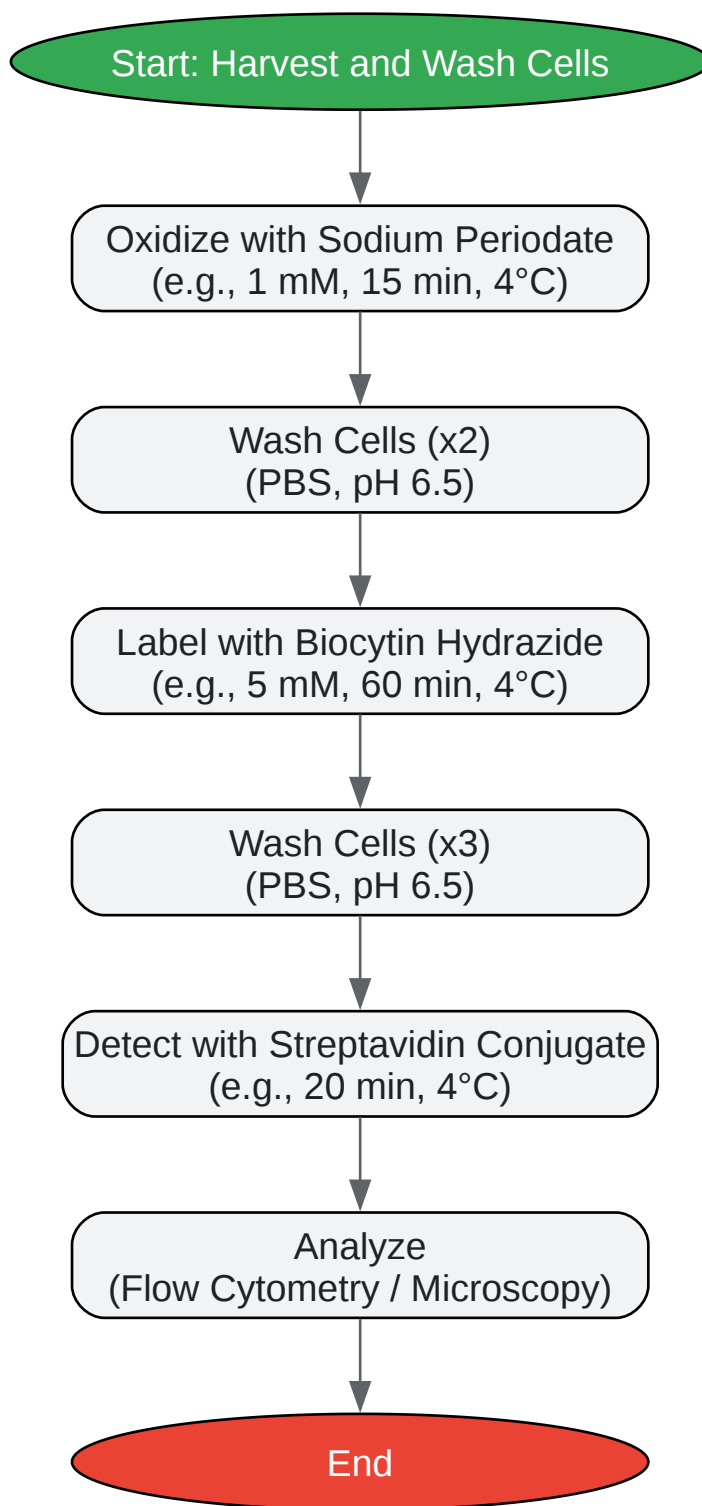 Start: Harvest and Wash Cells
Oxidize with Sodium Periodate
(e.g., 1 mM, 15 min, 4°C)
Wash Cells (x2)
(PBS, pH 6.5)
Label with Biocytin Hydrazide
(e.g., 5 mM, 60 min, 4°C)
Wash Cells (x3)
(PBS, pH 6.5)
Detect with Streptavidin Conjugate
(e.g., 20 min, 4°C)
Analyze
(Flow Cytometry / Microscopy)
End